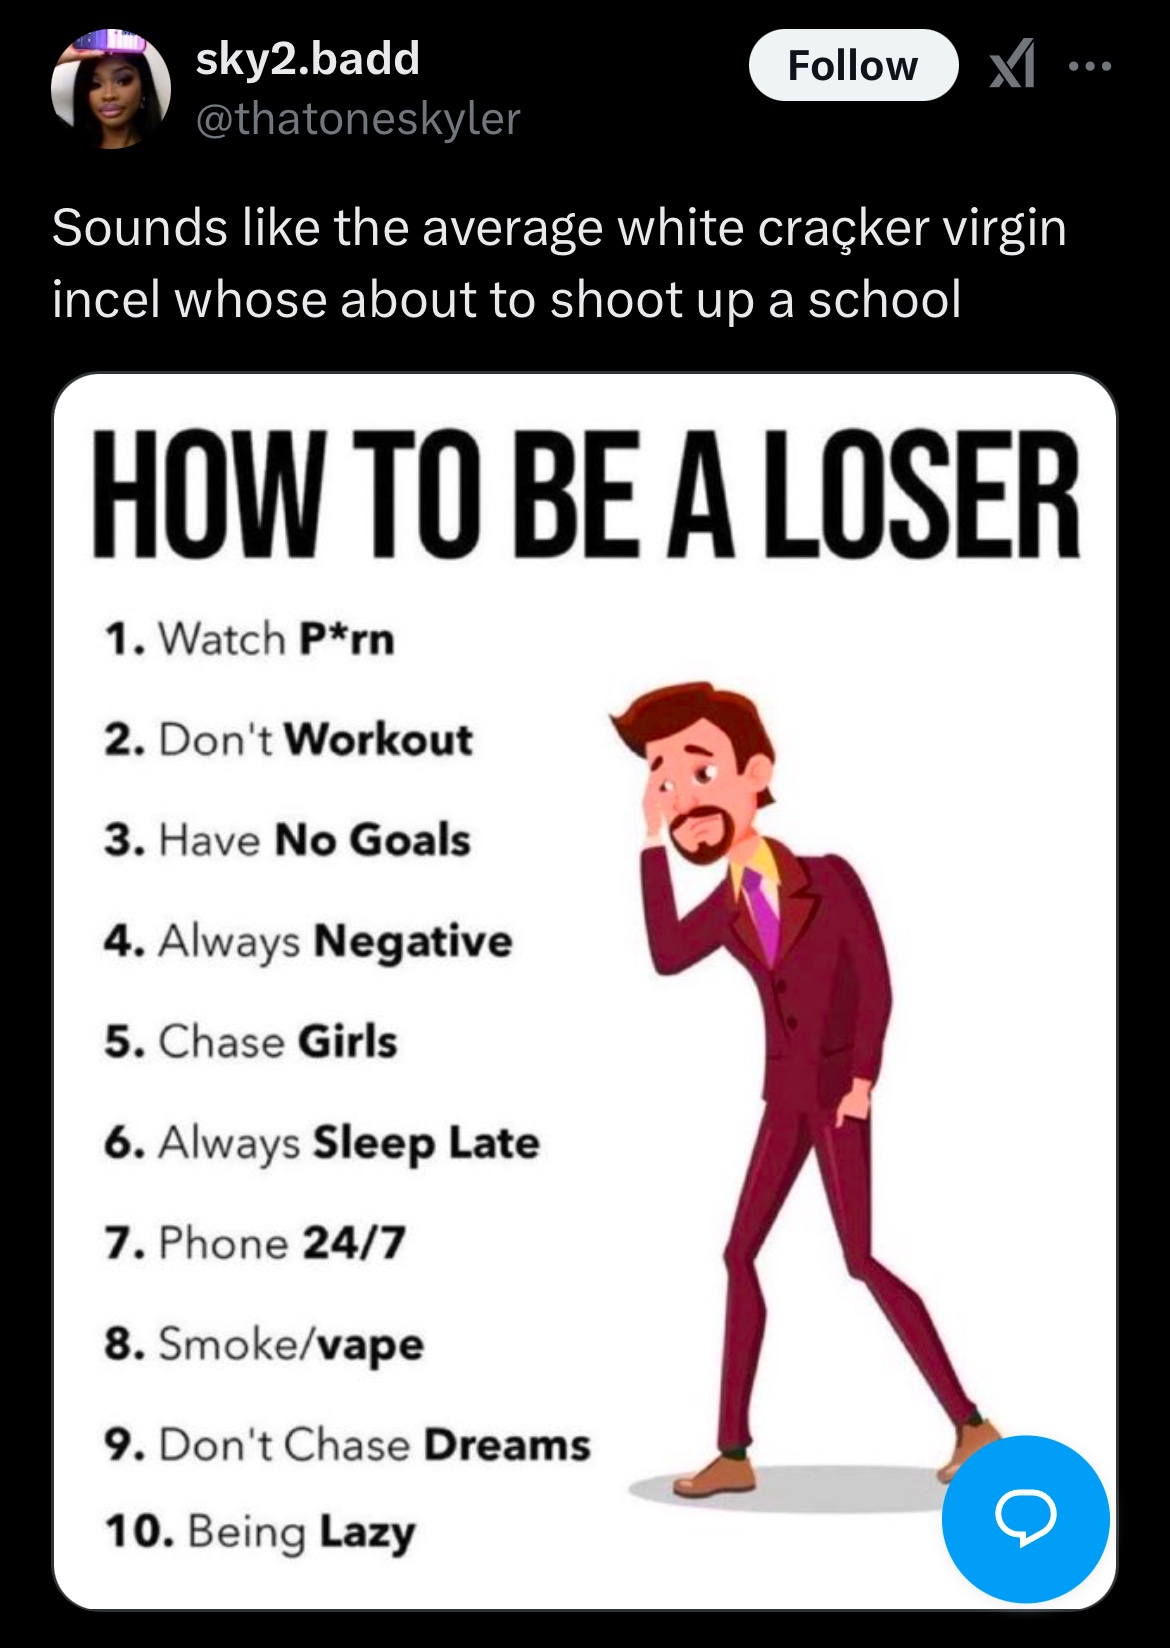 sky2.badd
Follow
@thatoneskyler
Sounds like the average white craçker virgin
incel whose about to shoot up a school
HOW TO BE A LOSER
1. Watch P*rn
2. Don't Workout
3. Have No Goals
4. Always Negative
5. Chase Girls
6. Always Sleep Late
7. Phone 24/7
8. Smoke/vape
9. Don't Chase Dreams
10. Being Lazy